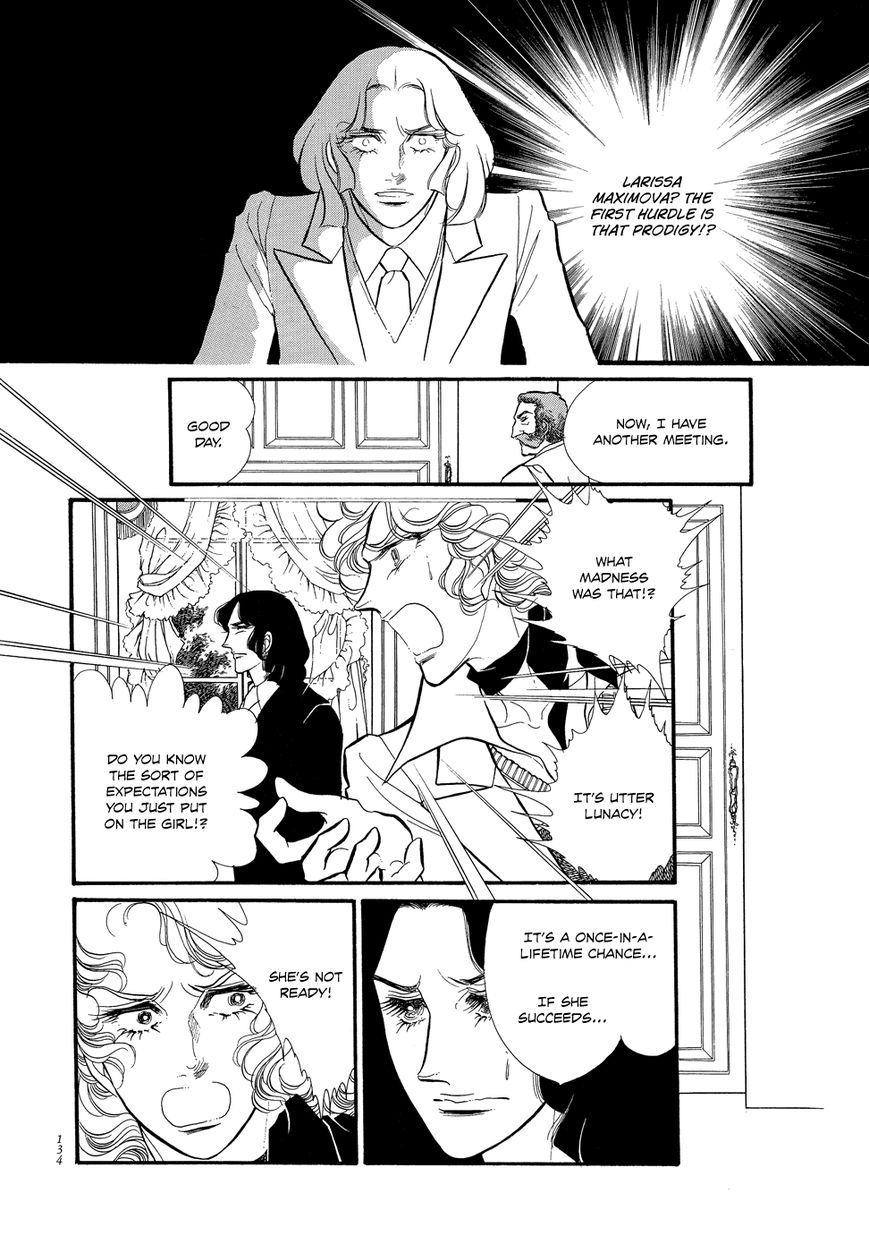 LARISSA
MAXIMOVA? THE
FIRST HURDLE IS
THAT PRODIGY!?
GOOD
DAY.
NOW, I HAVE
ANOTHER MEETING.
WHAT
MADNESS
WAS THAT!?
IT'S UTTER
LUNACY!
DO YOU KNOW
THE SORT OF
EXPECTATIONS
YOU JUST PUT
ON THE GIRL!?
SHE'S NOT
READY!
IT'S A ONCE-IN-A-
LIFETIME CHANCE...
IF SHE
SUCCEEDS...
134